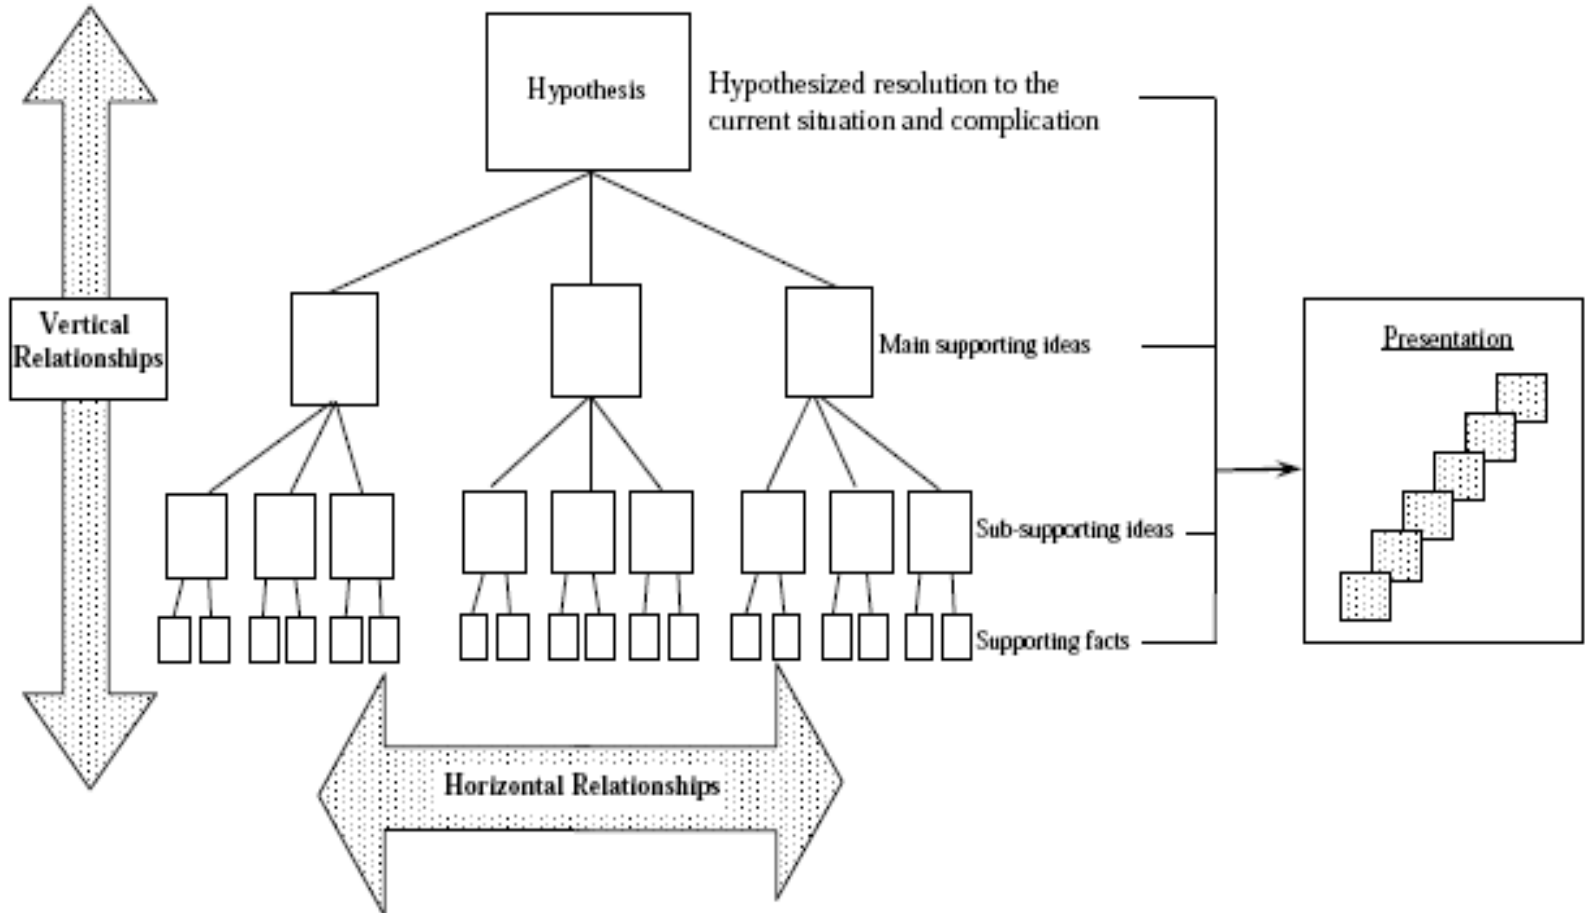 Hypothesis
Hypothesized resolution to the
current situation and complication
Vertical
Relationships
Main supporting ideas
Presentation
Sub-supporting ideas
Supporting facts
Horizontal Relationships